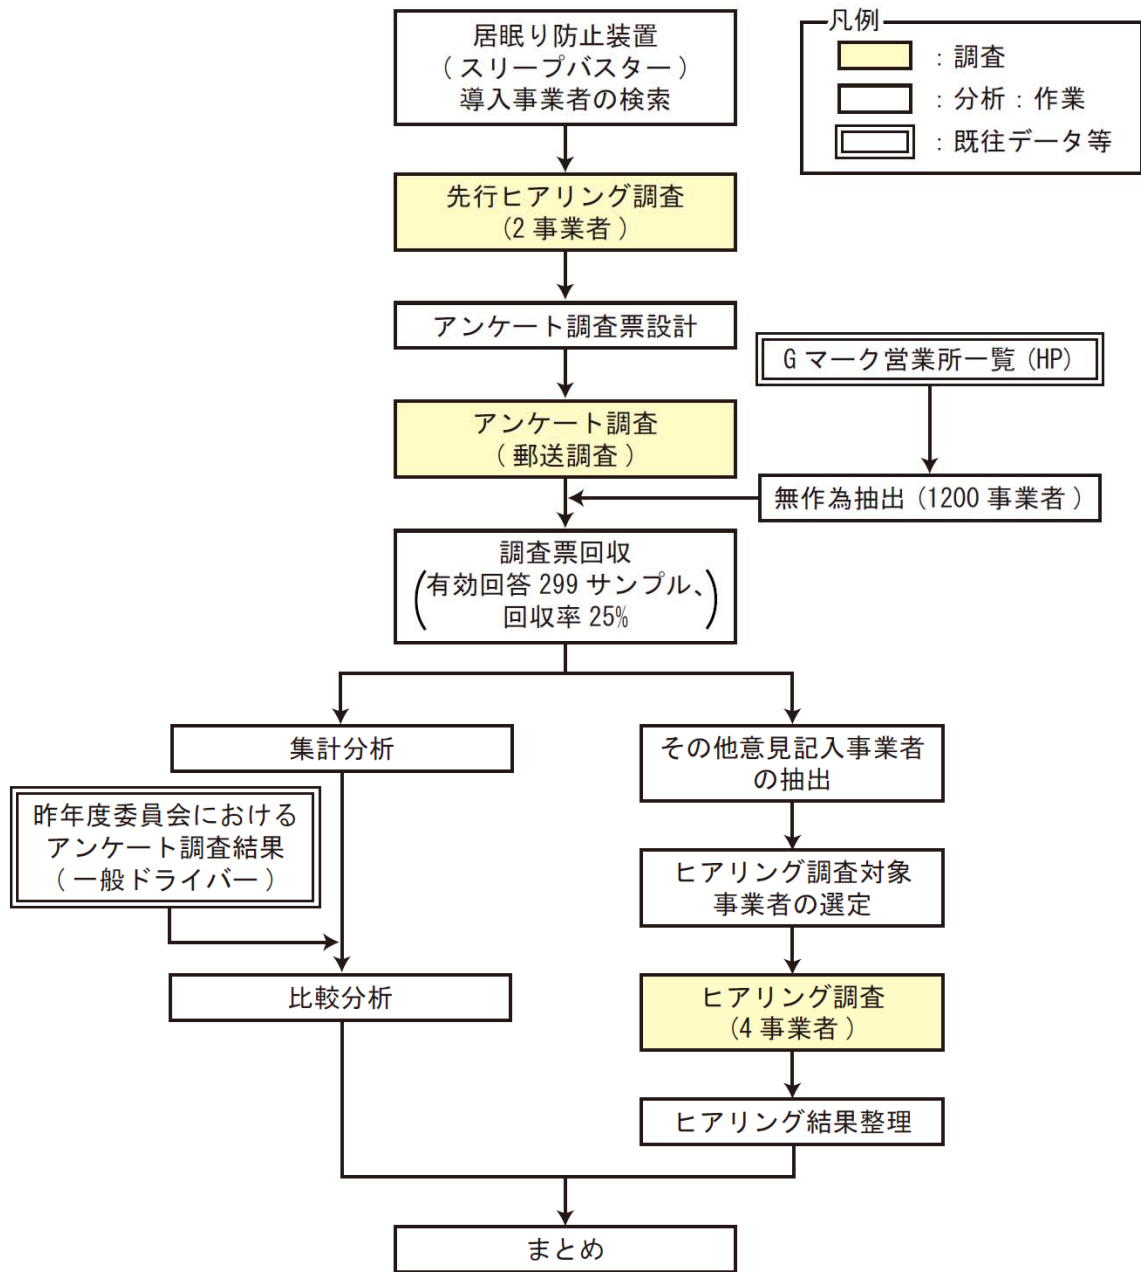 居眠り防止装置
(スリープバスター)
導入事業者の検索
凡例
：調査
：分析：作業
：既往データ等
先行ヒアリング調査
(2 事業者)
アンケート調査票設計
G マーク営業所一覧 (HP)
アンケート調査
(郵送調査)
無作為抽出 (1200 事業者)
調査票回収
(有効回答 299 サンプル、
回収率 25%)
集計分析
その他意見記入事業者
の抽出
昨年度委員会における
アンケート調査結果
(一般ドライバー)
ヒアリング調査対象
事業者の選定
比較分析
ヒアリング調査
(4 事業者)
ヒアリング結果整理
まとめ